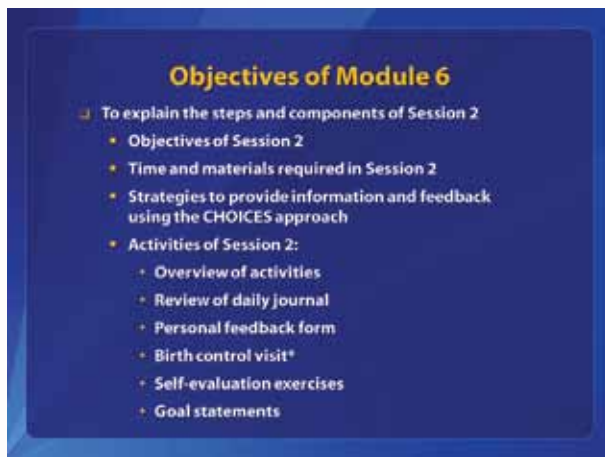 Objectives of Module 6
To explain the steps and components of Session 2
Objectives of Session 2
Time and materials required in Session 2
Strategies to provide information and feedback
using the CHOICES approach
Activities of Session 2:
Overview of activities
Review of daily journal
Personal feedback form
Birth control visit*
Self-evaluation exercises
Goal statements